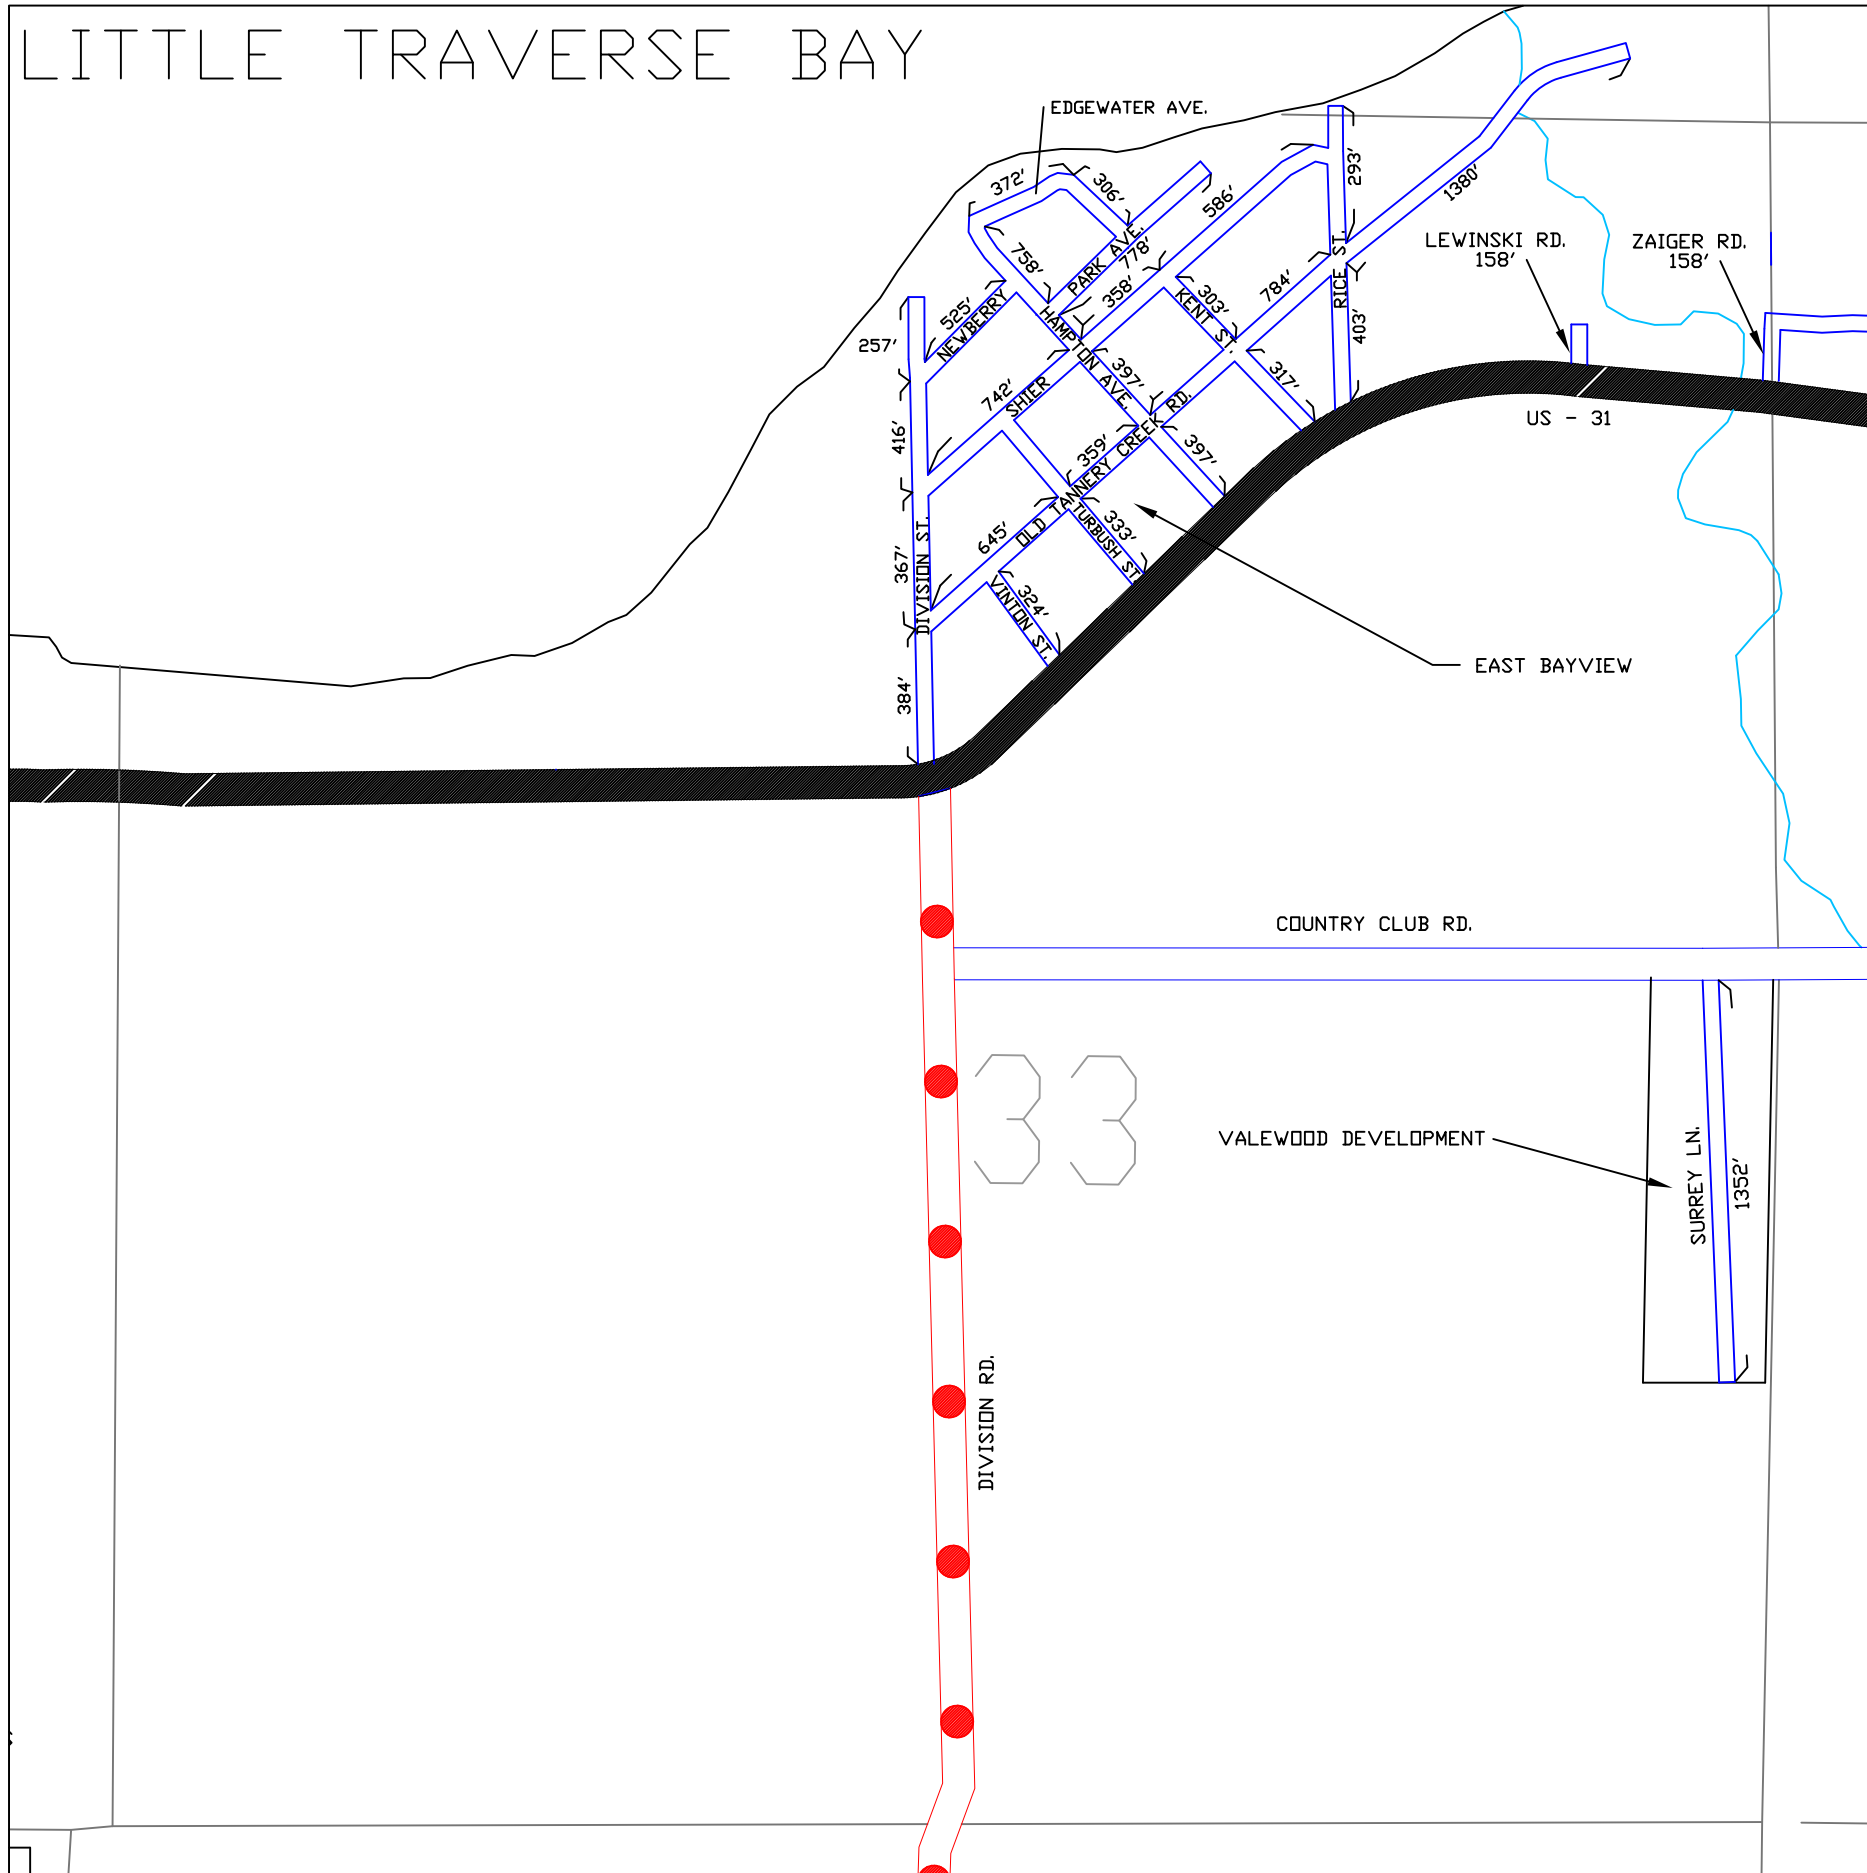 LITTLE TRAVERSE BAY
EDGEWATER AVE.
372'
306'
586'
293'
1380'
758'
PARK AVE.
778'
358'
525'
NEWBERRY
257'
HAMPTON AVE.
KENT ST.
303'
784'
RICE ST.
403'
LEWINSKI RD.
158'
ZAIGER RD.
158'
742'
SHIER
397'
317'
US - 31
416'
359'
OLD TANNERY CREEK RD.
397'
367'
DIVISION ST.
645'
TURBUSH ST.
333'
VINTON ST.
324'
384'
EAST BAYVIEW
COUNTRY CLUB RD.
33
VALEWOOD DEVELOPMENT
SURREY LN.
1352'
DIVISION RD.